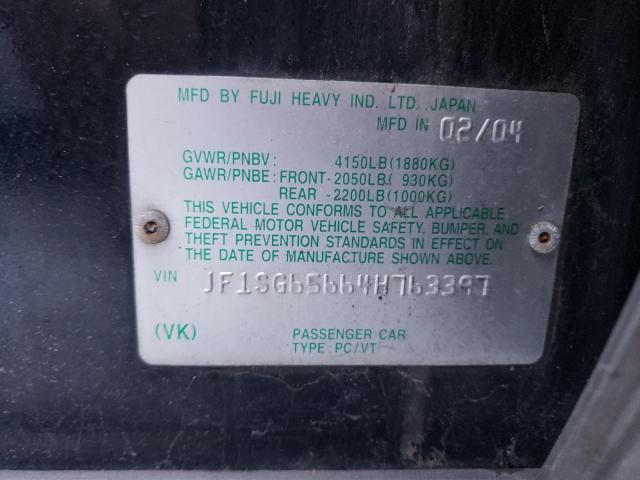 MFD BY FUJI HEAVY IND. LTD. JAPAN
MFD IN 02/04
GVWR/PNBV: 4150LB(1880KG)
GAWR/PNBE: FRONT-2050LB( 930KG)
REAR -2200LB(1000KG)
THIS VEHICLE CONFORMS TO ALL APPLICABLE
FEDERAL MOTOR VEHICLE SAFETY, BUMPER, AND
THEFT PREVENTION STANDARDS IN EFFECT ON
THE DATE OF MANUFACTURE SHOWN ABOVE.
VIN JF1SG65664H763397
(VK) PASSENGER CAR
TYPE: PC/VT